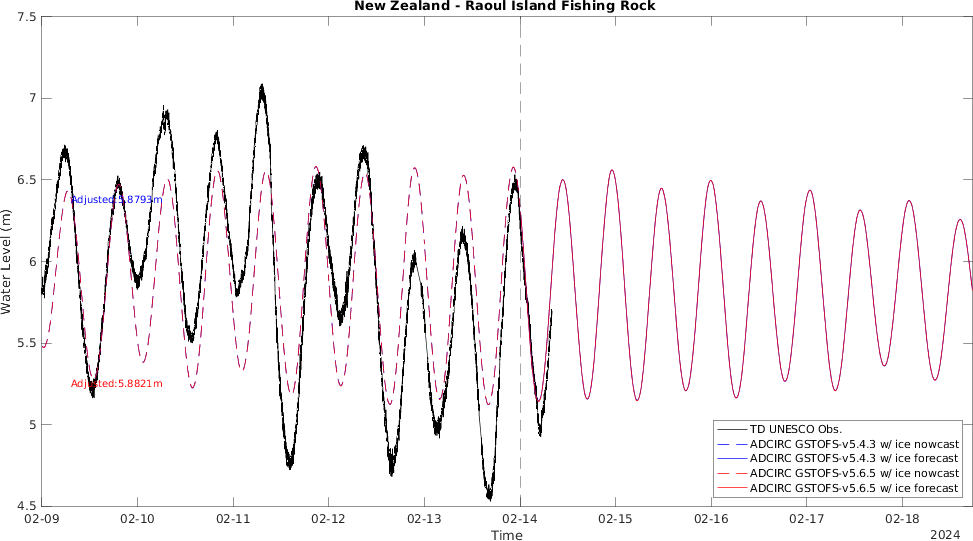 New Zealand - Raoul Island Fishing Rock
Water Level (m)
7.5
7
6.5
6
5.5
5
4.5
Adjusted:5.8793m
Adjusted:5.8821m
TD UNESCO Obs.
ADCIRC GSTOFS-v5.4.3 w/ ice nowcast
ADCIRC GSTOFS-v5.4.3 w/ ice forecast
ADCIRC GSTOFS-v5.6.5 w/ ice nowcast
ADCIRC GSTOFS-v5.6.5 w/ ice forecast
02-09 02-10 02-11 02-12 02-13 02-14 02-15 02-16 02-17 02-18
Time
2024